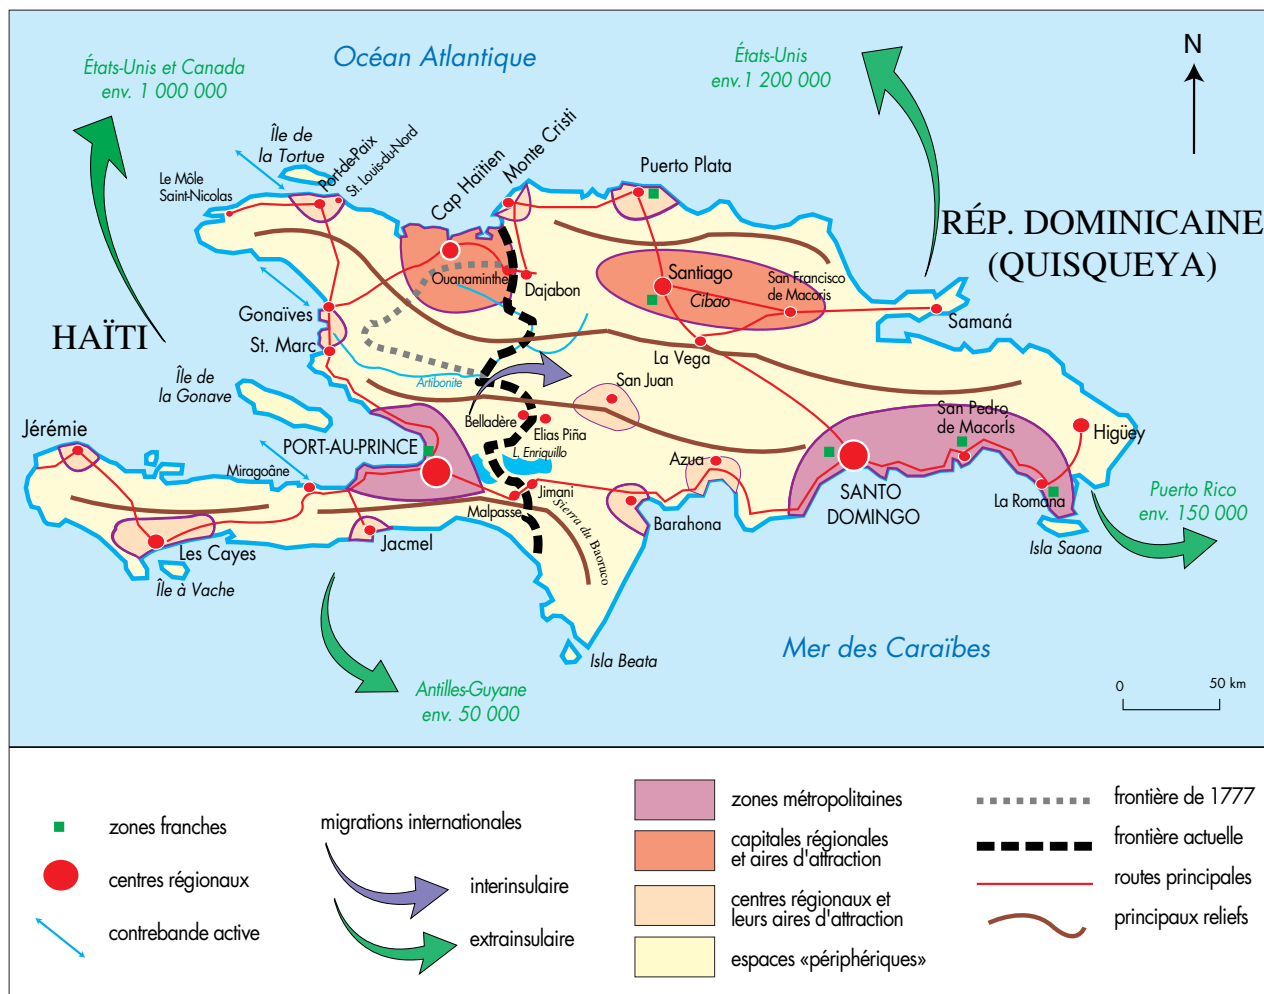 Océan Atlantique
États-Unis et Canada
env. 1 000 000
États-Unis
env.1 200 000
N
Île de
la Tortue
Port-de-Paix
St. Louis-du-Nord
Le Môle
Saint-Nicolas
Cap Haïtien
Monte Cristi
Puerto Plata
RÉP. DOMINICAINE
(QUISQUEYA)
Ouanaminthe
Dajabon
Santiago
Cibao
San Francisco
de Macoris
Samaná
HAÏTI
Gonaïves
St. Marc
La Vega
Île de
la Gonave
Artibonite
San Juan
Jérémie
PORT-AU-PRINCE
Belladère
Elias Piña
L. Enriguillo
San Pedro
de Macorís
Higüey
Miragoâne
Azua
Jimani
Malpasse
Sierra du Baoruco
Barahona
SANTO
DOMINGO
La Romana
Puerto Rico
env. 150 000
Les Cayes
Jacmel
Isla Saona
Île à Vache
Isla Beata
Mer des Caraïbes
Antilles-Guyane
env. 50 000
0 50 km
zones franches
centres régionaux
contrebande active
migrations internationales
interinsulaire
extrainsulaire
zones métropolitaines
capitales régionales
et aires d'attraction
centres régionaux et
leurs aires d'attraction
espaces «périphériques»
frontière de 1777
frontière actuelle
routes principales
principaux reliefs